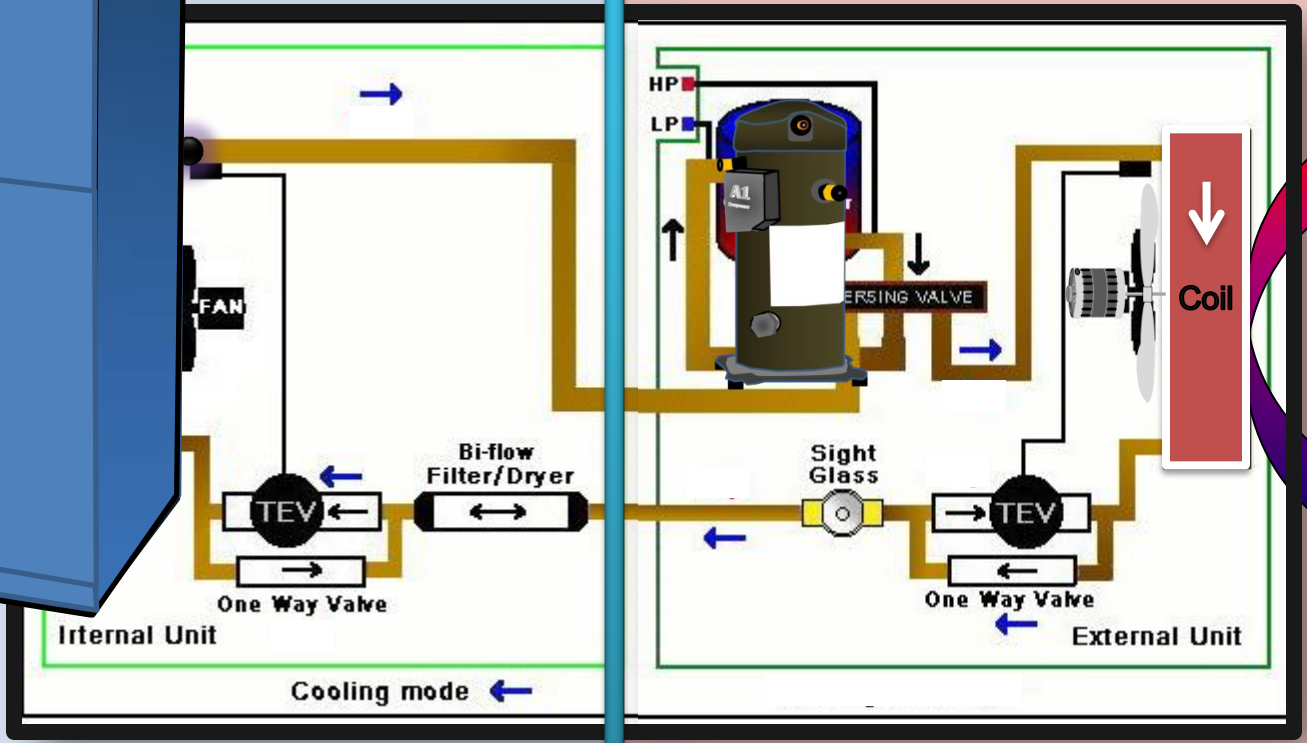 HP
LP
A1
FAN
ERSING VALVE
Coil
Bi-flow
Filter/Dryer
Sight
Glass
TEV
TEV
One Way Valve
One Way Valve
Irternal Unit
External Unit
Cooling mode